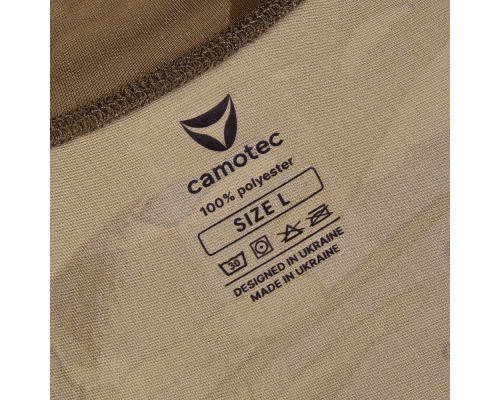 camotec
100% polyester
SIZE L
30
DESIGNED IN UKRAINE
MADE IN UKRAINE